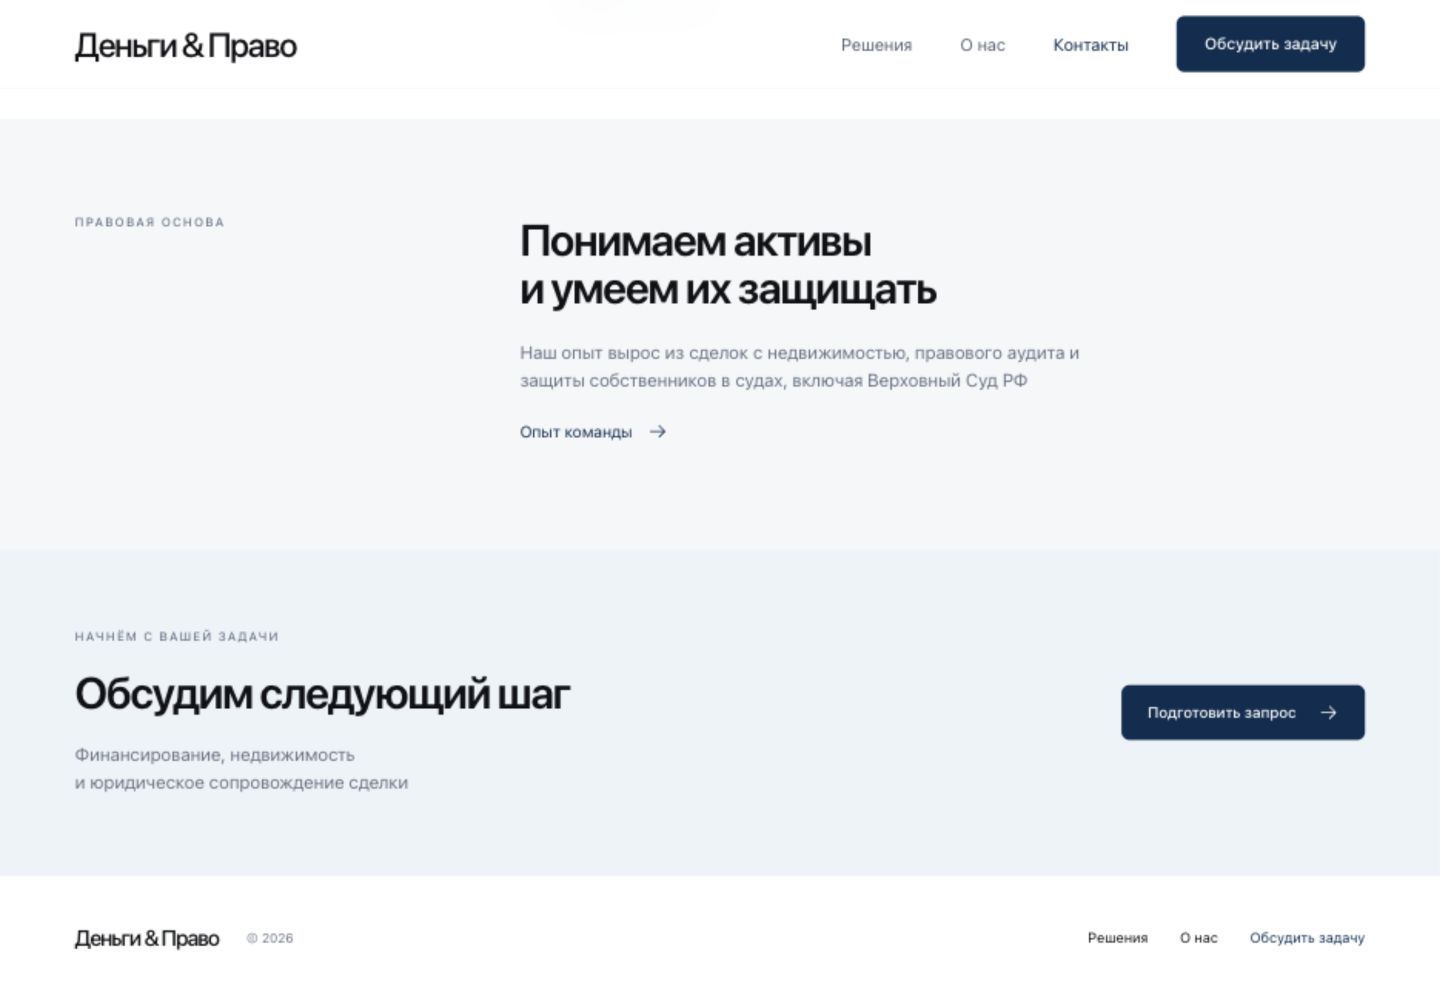 Деньги & Право
Решения
О нас
Контакты
Обсудить задачу
ПРАВОВАЯ ОСНОВА
Понимаем активы
и умеем их защищать
Наш опыт вырос из сделок с недвижимостью, правового аудита и
защиты собственников в судах, включая Верховный Суд РФ
Опыт команды →
НАЧНЁМ С ВАШЕЙ ЗАДАЧИ
Обсудим следующий шаг
Финансирование, недвижимость
и юридическое сопровождение сделки
Подготовить запрос →
Деньги & Право
© 2026
Решения
О нас
Обсудить задачу